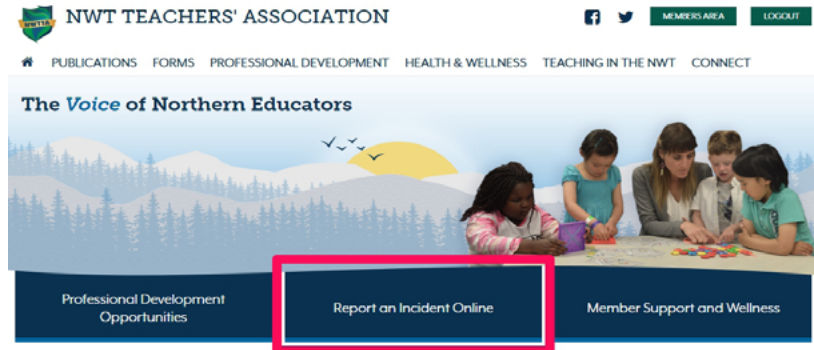 NWTTA
NWT TEACHERS' ASSOCIATION
MEMBERS AREA
LOGOUT
PUBLICATIONS FORMS PROFESSIONAL DEVELOPMENT HEALTH & WELLNESS TEACHING IN THE NWT CONNECT
The Voice of Northern Educators
Professional Development
Opportunities
Report an Incident Online
Member Support and Wellness